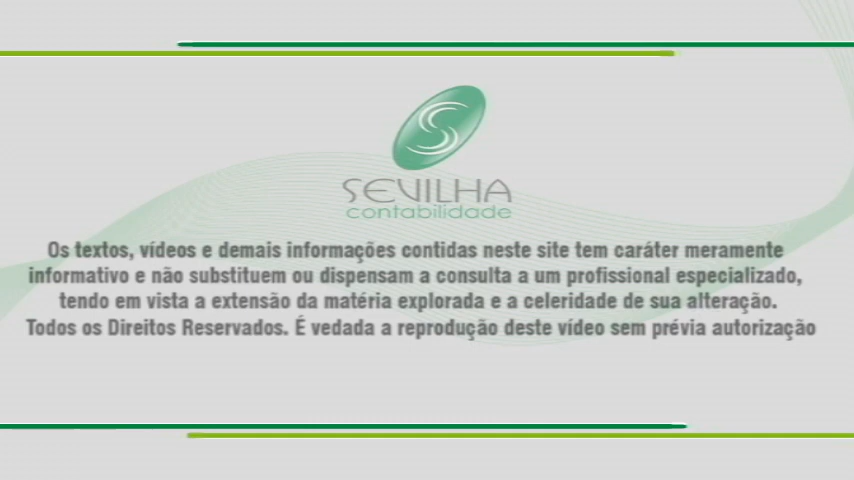 SEVILHA
contabilidade
Os textos, vídeos e demais informações contidas neste site tem caráter meramente
informativo e não substituem ou dispensam a consulta a um profissional especializado,
tendo em vista a extensão da matéria explorada e a celeridade de sua alteração.
Todos os Direitos Reservados. É vedada a reprodução deste vídeo sem prévia autorização